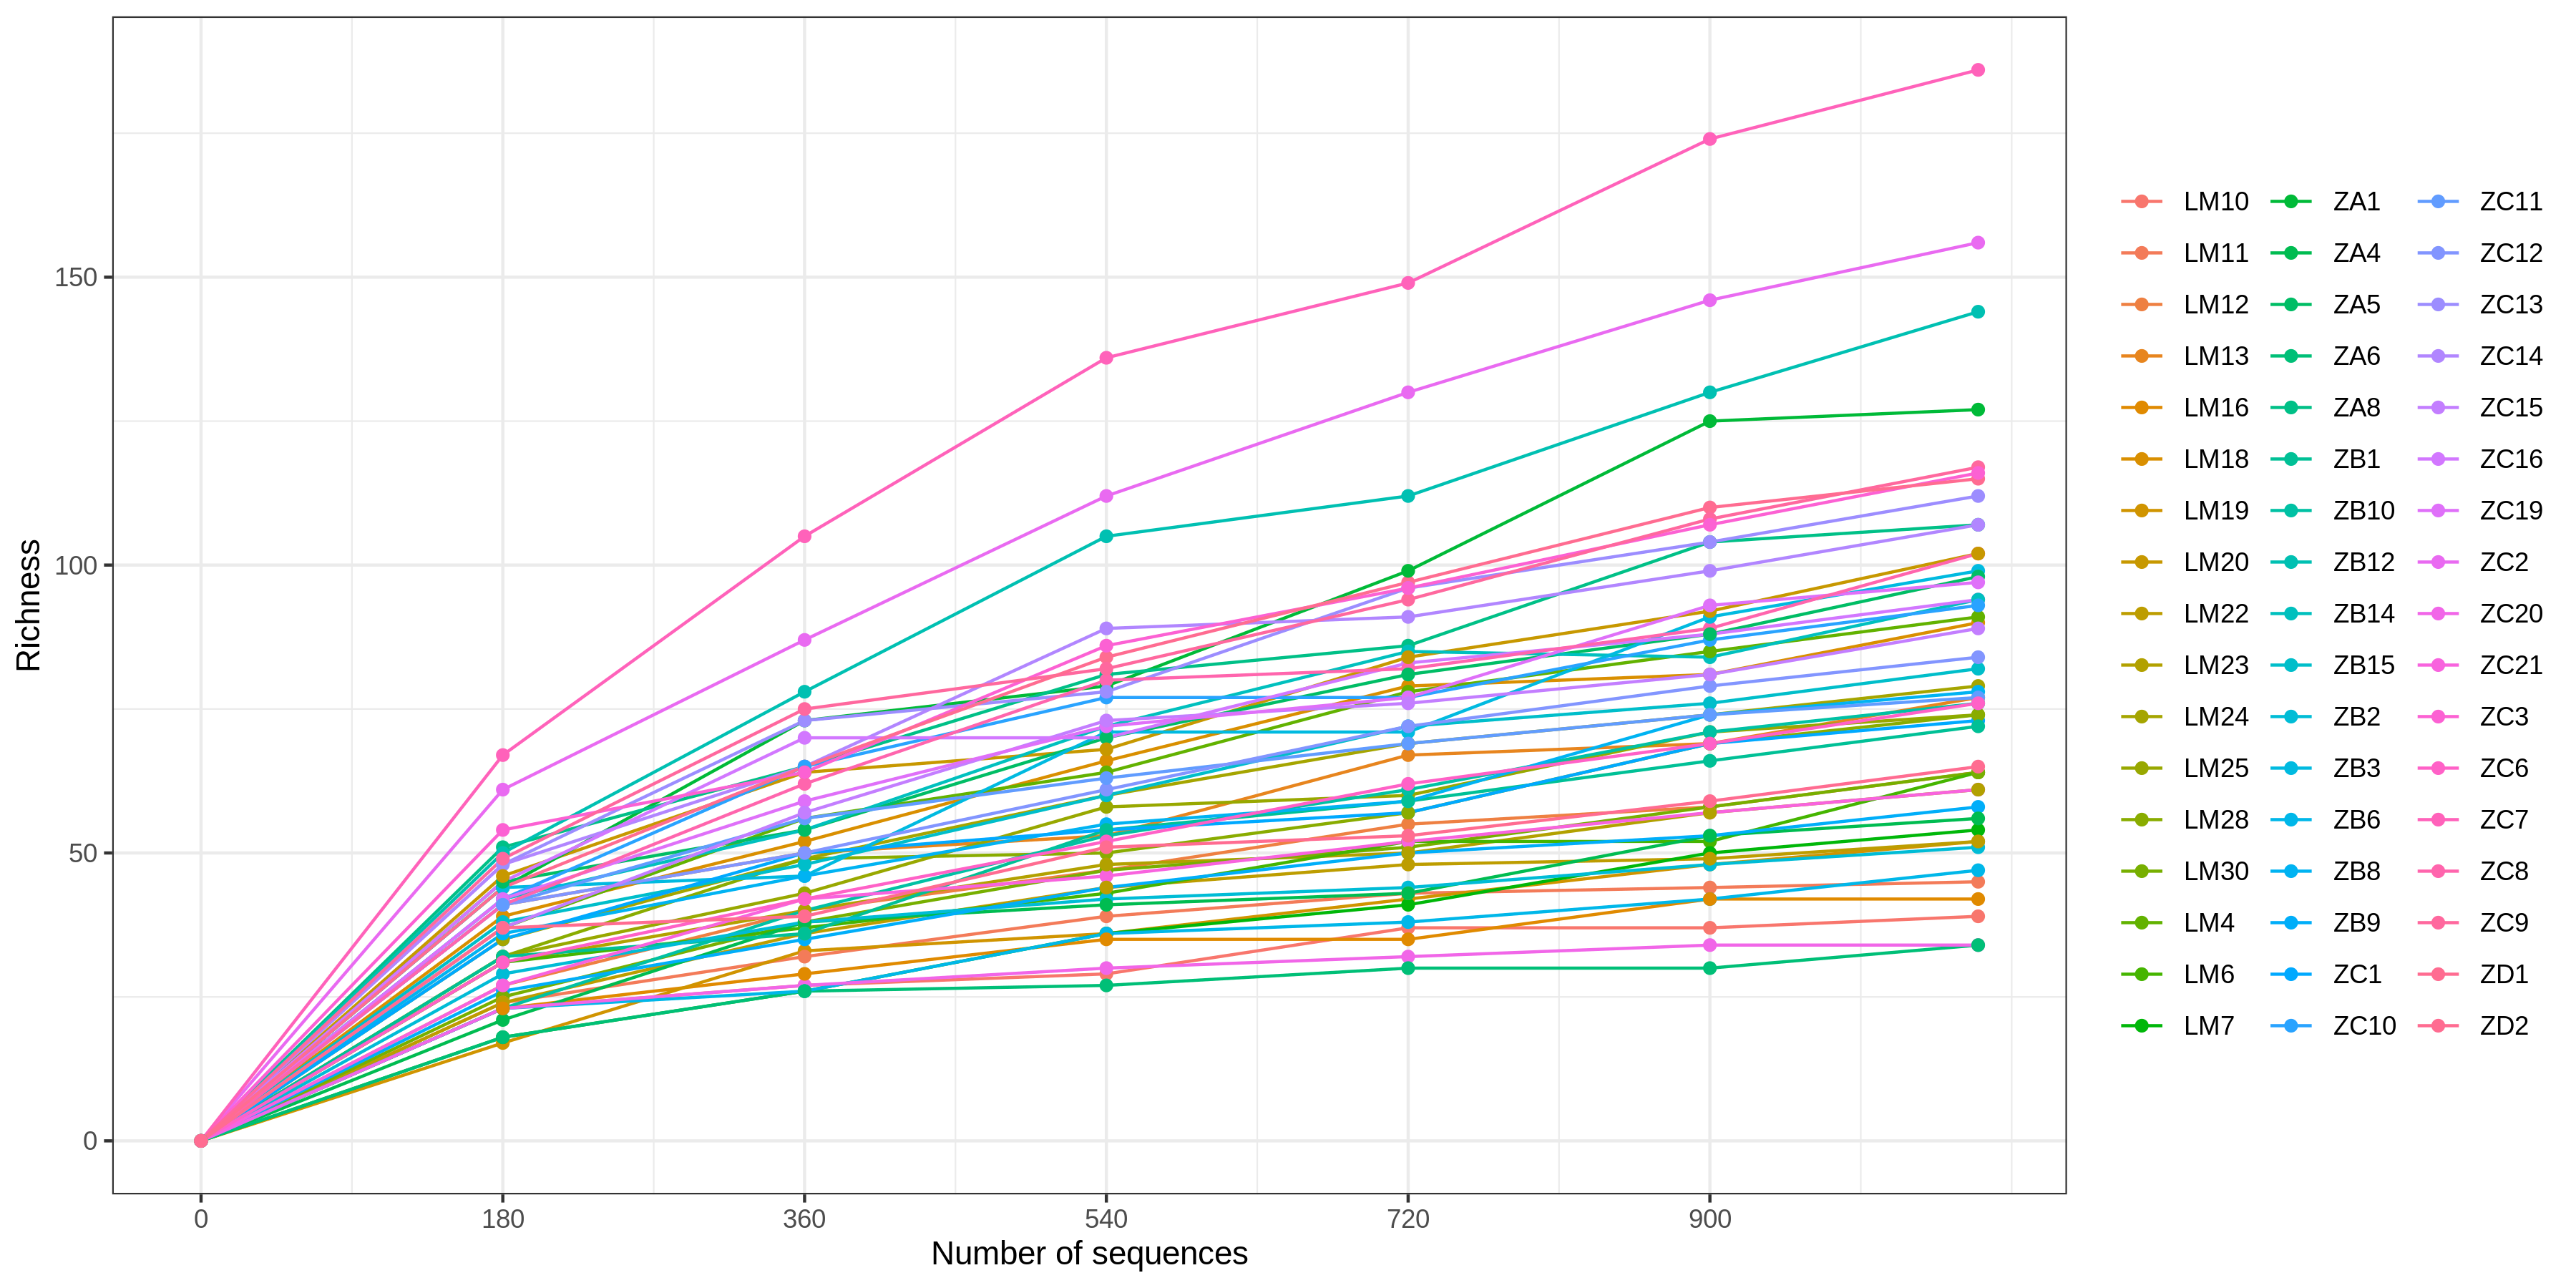 Richness
150
100
50
0
0 180 360 540 720 900
Number of sequences
LM10 ZA1 ZC11
LM11 ZA4 ZC12
LM12 ZA5 ZC13
LM13 ZA6 ZC14
LM16 ZA8 ZC15
LM18 ZB1 ZC16
LM19 ZB10 ZC19
LM20 ZB12 ZC2
LM22 ZB14 ZC20
LM23 ZB15 ZC21
LM24 ZB2 ZC3
LM25 ZB3 ZC6
LM28 ZB6 ZC7
LM30 ZB8 ZC8
LM4 ZB9 ZC9
LM6 ZC1 ZD1
LM7 ZC10 ZD2